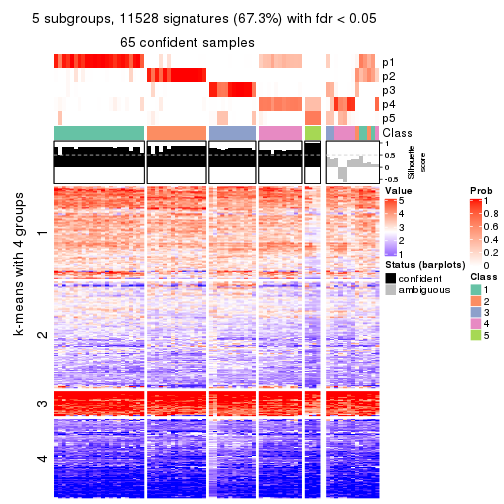 5 subgroups, 11528 signatures (67.3%) with fdr < 0.05
65 confident samples
p1
p2
p3
p4
p5
Class
1
0.5
0
-0.5
Silhouette
score
k-means with 4 groups
1
2
3
4
Value
5
4
3
2
1
Status (barplots)
confident
ambiguous
Prob
1
0.8
0.6
0.4
0.2
0
Class
1
2
3
4
5